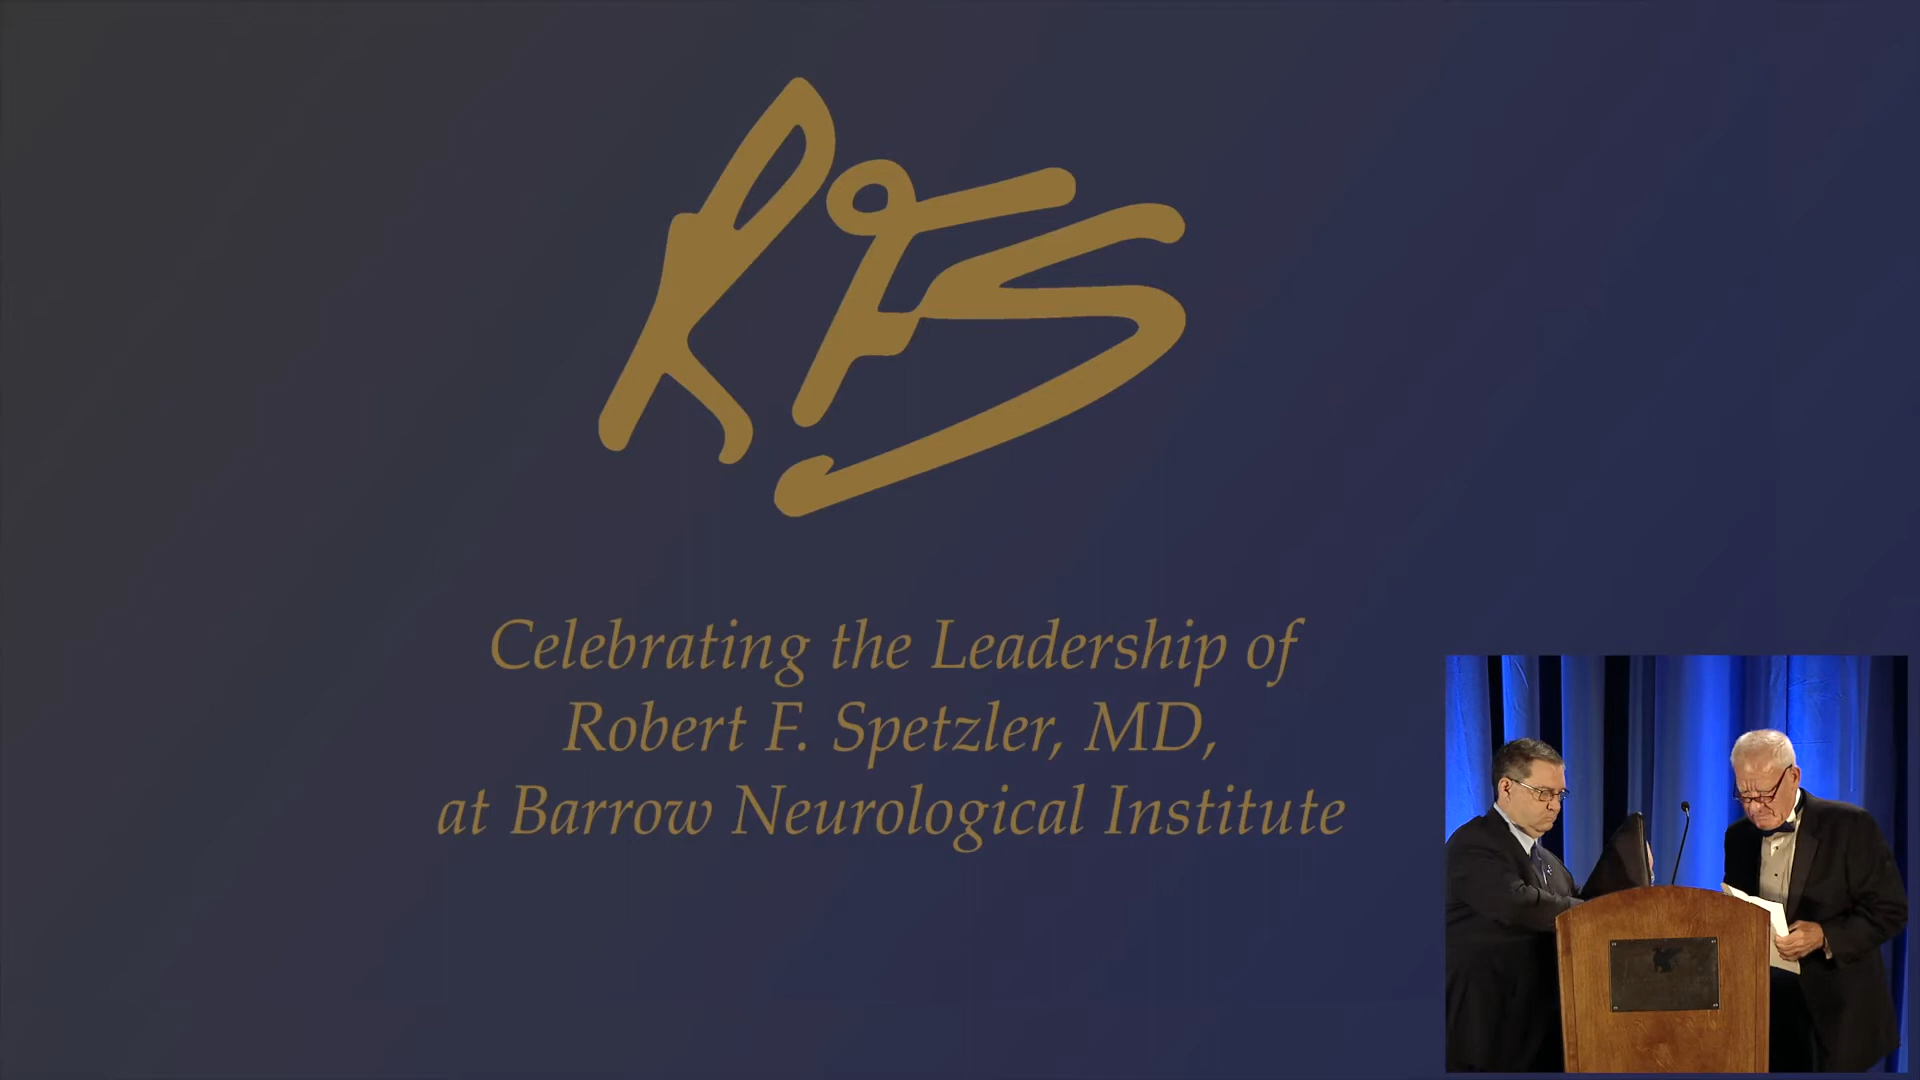 RFS
Celebrating the Leadership of
Robert F. Spetzler, MD,
at Barrow Neurological Institute